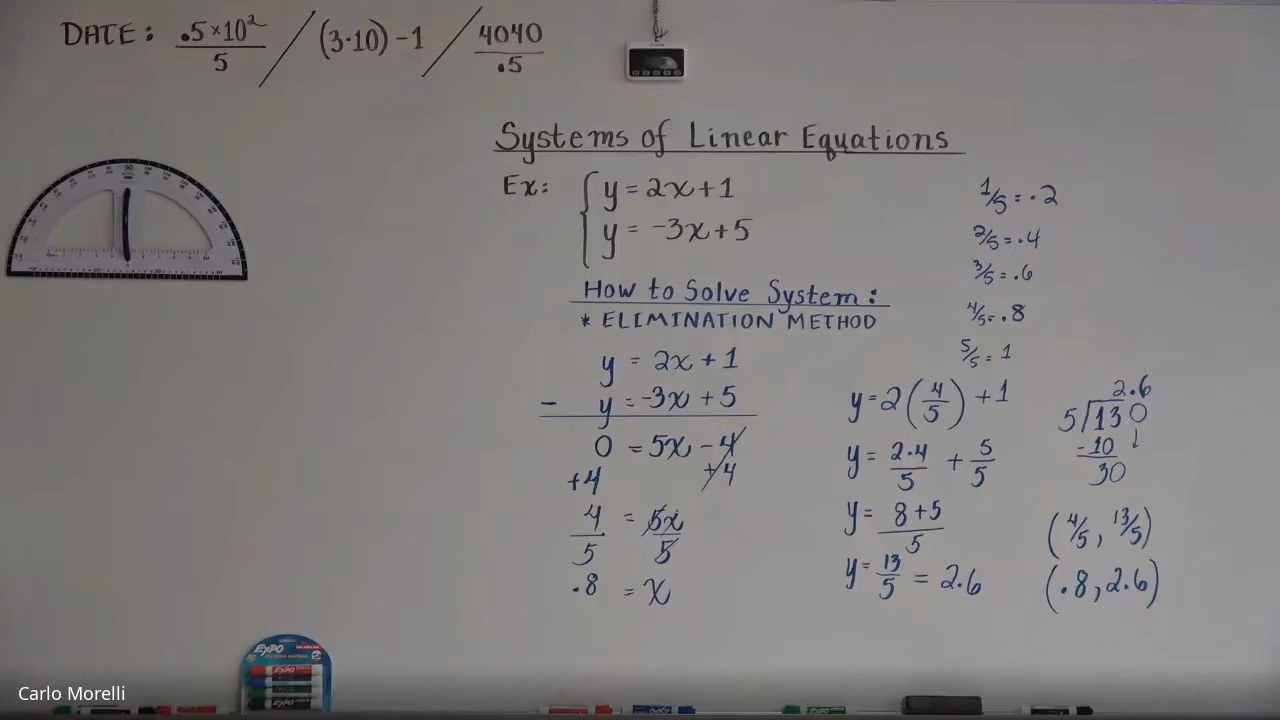 DATE: .5×10²/5 / (3·10)-1 / 4040/.5
Systems of Linear Equations
Ex: { y = 2x+1
y = -3x+5
How to Solve System:
* ELIMINATION METHOD
y = 2x + 1
- y = -3x + 5
0 = 5x - 4
+4 +4
4/5 = 5x/5
.8 = x
1/5 = .2
2/5 = .4
3/5 = .6
4/5 = .8
5/5 = 1
y = 2(4/5) + 1
y = 2·4/5 + 5/5
y = 8+5/5
y = 13/5 = 2.6
2.6
5 130
-10 ↓
30
(4/5, 13/5)
(.8, 2.6)
EXPO
EXPO
Carlo Morelli